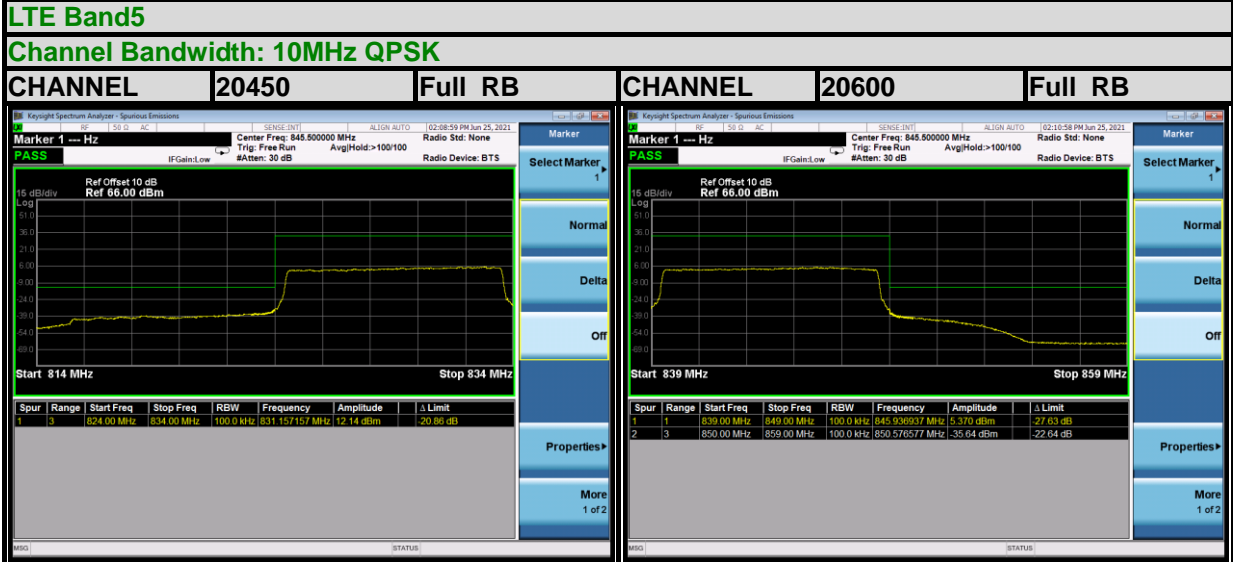 LTE Band5
Channel Bandwidth: 10MHz QPSK
CHANNEL 20450 Full RB CHANNEL 20600 Full RB
Keysight Spectrum Analyzer - Spurious Emissions
RF 50 Ω AC SENSE:INT ALIGN AUTO 02:08:59 PM Jun 25, 2021
Marker 1 --- Hz
Center Freq: 845.500000 MHz Radio Std: None
Trig: Free Run Avg|Hold:>100/100
PASS IFGain:Low #Atten: 30 dB Radio Device: BTS
Ref Offset 10 dB
15 dB/div Ref 66.00 dBm
Log
51.0
36.0
21.0
6.00
-9.00
-24.0
-39.0
-54.0
-69.0
Start 814 MHz Stop 834 MHz
Spur Range Start Freq Stop Freq RBW Frequency Amplitude Δ Limit
1 3 824.00 MHz 834.00 MHz 100.0 kHz 831.157157 MHz 12.14 dBm -20.86 dB
MSG STATUS
Marker
Select Marker
1
Normal
Delta
Off
Properties
More
1 of 2
Keysight Spectrum Analyzer - Spurious Emissions
RF 50 Ω AC SENSE:INT ALIGN AUTO 02:10:58 PM Jun 25, 2021
Marker 1 --- Hz
Center Freq: 845.500000 MHz Radio Std: None
Trig: Free Run Avg|Hold:>100/100
PASS IFGain:Low #Atten: 30 dB Radio Device: BTS
Ref Offset 10 dB
15 dB/div Ref 66.00 dBm
Log
51.0
36.0
21.0
6.00
-9.00
-24.0
-39.0
-54.0
-69.0
Start 839 MHz Stop 859 MHz
Spur Range Start Freq Stop Freq RBW Frequency Amplitude Δ Limit
1 1 839.00 MHz 849.00 MHz 100.0 kHz 845.936937 MHz 5.370 dBm -27.63 dB
2 3 850.00 MHz 859.00 MHz 100.0 kHz 850.576577 MHz -35.64 dBm -22.64 dB
MSG STATUS
Marker
Select Marker
1
Normal
Delta
Off
Properties
More
1 of 2